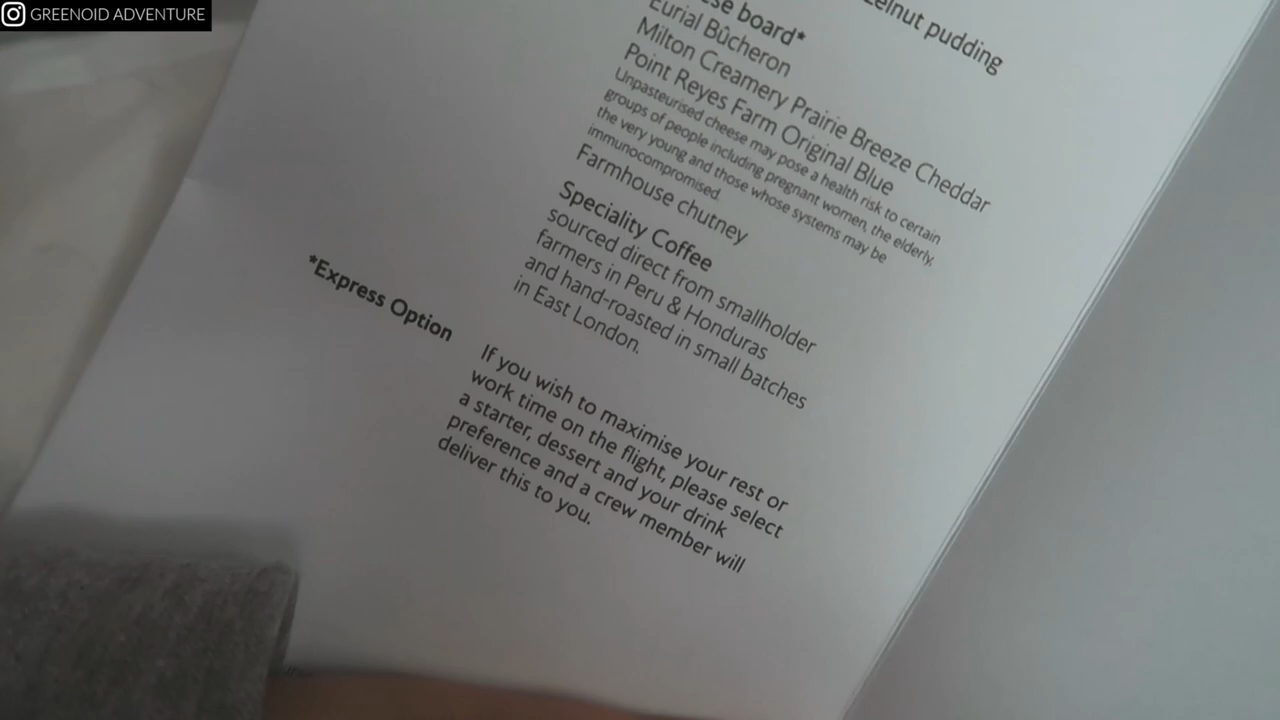 GREENOID ADVENTURE
pudding
board*
Eurial Bûcheron
Milton Creamery Prairie Breeze Cheddar
Point Reyes Farm Original Blue
Unpasteurised cheese may pose a health risk to certain
groups of people including pregnant women, the elderly,
the very young and those whose systems may be
immunocompromised.
Farmhouse chutney
Speciality Coffee
sourced direct from smallholder
farmers in Peru & Honduras
and hand-roasted in small batches
in East London.
*Express Option
If you wish to maximise your rest or
work time on the flight, please select
a starter, dessert and your drink
preference and a crew member will
deliver this to you.